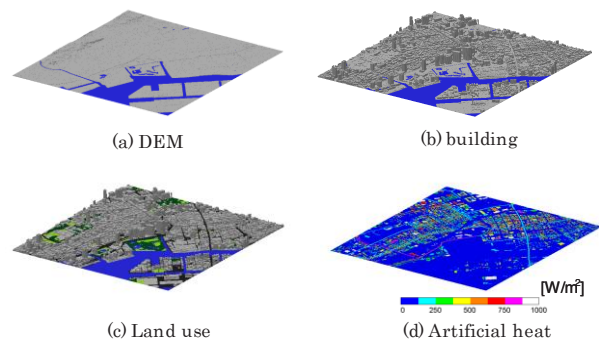 (a) DEM
(b) building
(c) Land use
[W/m²]
0 250 500 750 1000
(d) Artificial heat